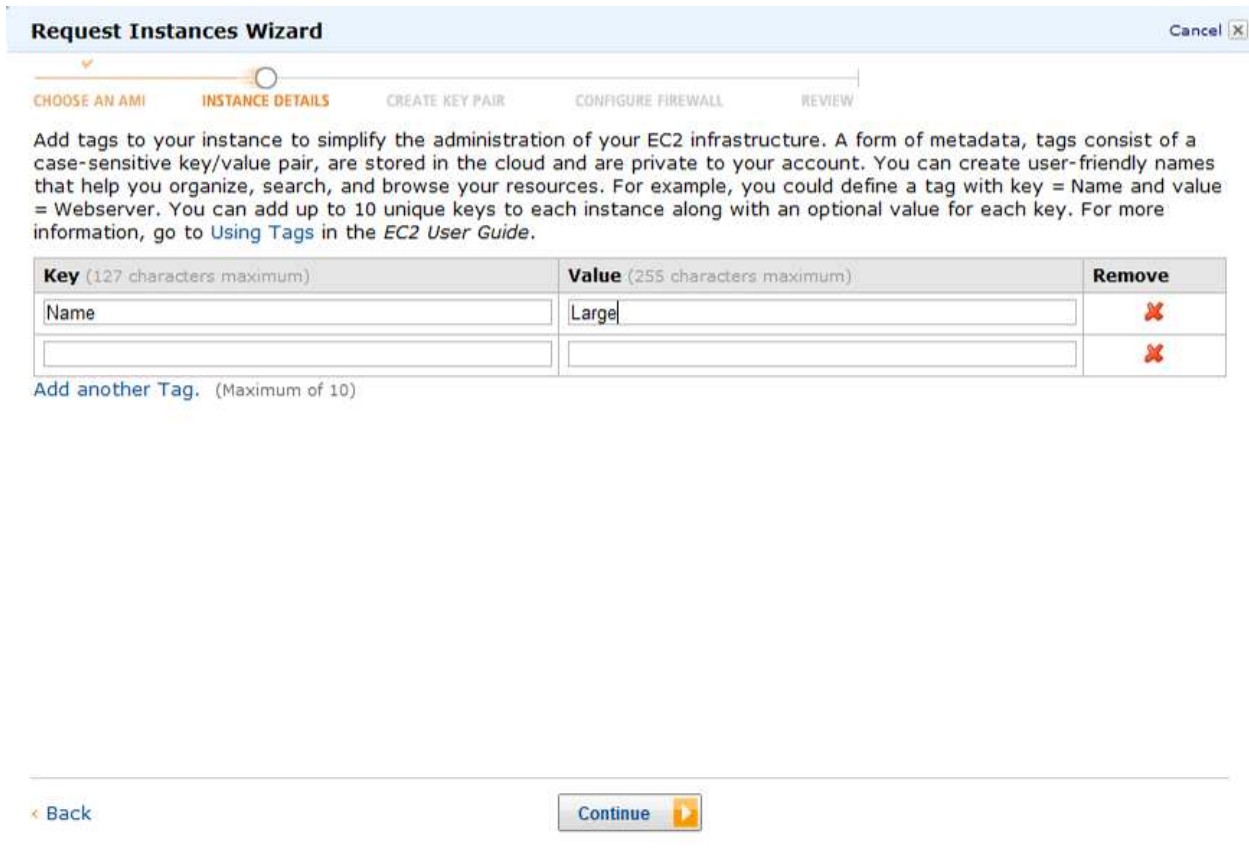 Request Instances Wizard
Cancel
CHOOSE AN AMI INSTANCE DETAILS CREATE KEY PAIR CONFIGURE FIREWALL REVIEW
Add tags to your instance to simplify the administration of your EC2 infrastructure. A form of metadata, tags consist of a
case-sensitive key/value pair, are stored in the cloud and are private to your account. You can create user-friendly names
that help you organize, search, and browse your resources. For example, you could define a tag with key = Name and value
= Webserver. You can add up to 10 unique keys to each instance along with an optional value for each key. For more
information, go to Using Tags in the EC2 User Guide.
Key (127 characters maximum) Value (255 characters maximum) Remove
Name Large
Add another Tag. (Maximum of 10)
< Back Continue